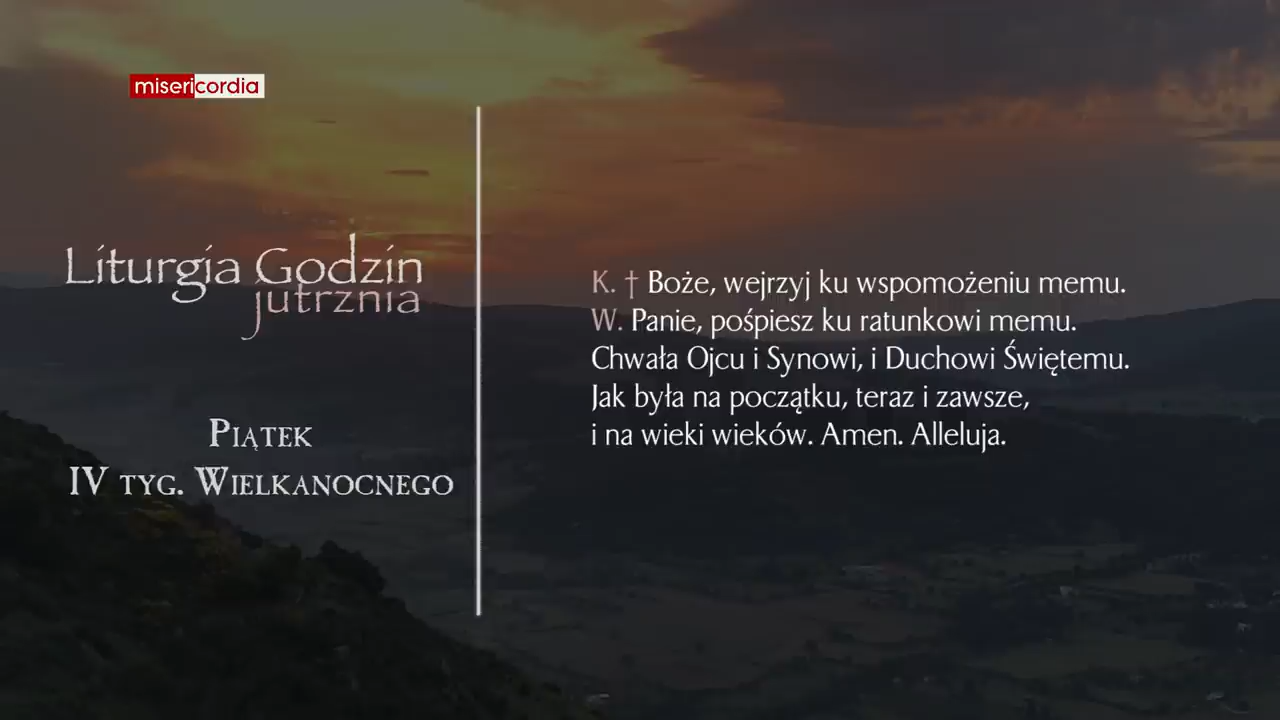 misericordia
Liturgia Godzin
jutrznia
Piątek
IV tyg. Wielkanocnego
K. † Boże, wejrzyj ku wspomożeniu memu.
W. Panie, pośpiesz ku ratunkowi memu.
Chwała Ojcu i Synowi, i Duchowi Świętemu.
Jak była na początku, teraz i zawsze,
i na wieki wieków. Amen. Alleluja.